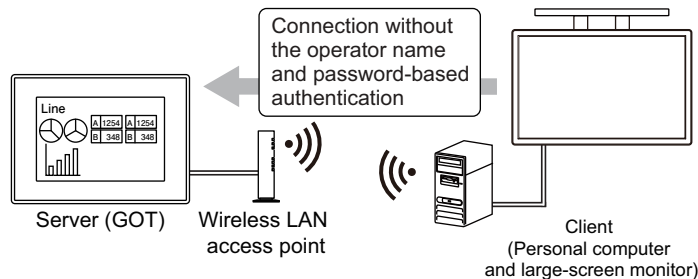 Connection without
the operator name
and password-based
authentication
Line
A 1254 A 1254
B 348 B 348
Server (GOT)
Wireless LAN
access point
Client
(Personal computer
and large-screen monitor)